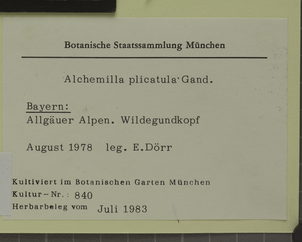 Botanische Staatssammlung München
Alchemilla plicatula Gand.
Bayern:
Allgäuer Alpen. Wildegundkopf
August 1978 leg. E.Dörr
Kultiviert im Botanischen Garten München
Kultur-Nr.: 840
Herbarbeleg vom Juli 1983